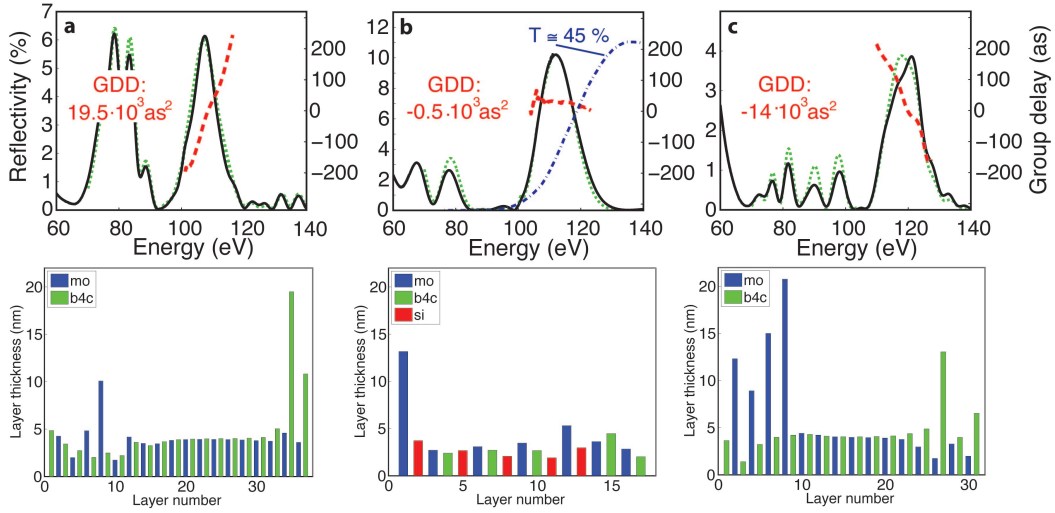 a
Reflectivity (%)
7
6
5
4
3
2
1
0
GDD:
19.5·10³as²
200
100
0
−100
−200
60 80 100 120 140
Energy (eV)
b
14
12
10
8
6
4
2
0
T ≅ 45 %
GDD:
-0.5·10³as²
200
100
0
−100
−200
60 80 100 120 140
Energy (eV)
c
4
3
2
1
0
GDD:
-14·10³as²
200
100
0
−100
−200
Group delay (as)
60 80 100 120 140
Energy (eV)
Layer thickness (nm)
20
15
10
5
0
mo
b4c
0 10 20 30
Layer number
Layer thickness (nm)
20
15
10
5
0
mo
b4c
si
0 5 10 15
Layer number
Layer thickness (nm)
20
15
10
5
0
mo
b4c
0 10 20 30
Layer number